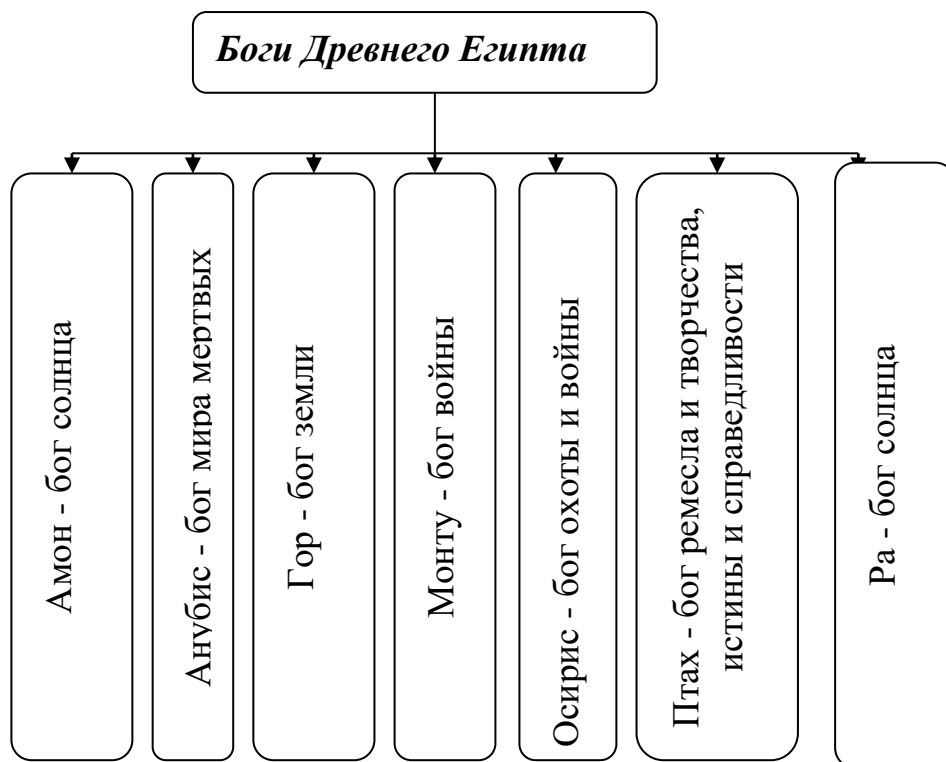 Боги Древнего Египта
Амон - бог солнца
Анубис - бог мира мертвых
Гор - бог земли
Монту - бог войны
Осирис - бог охоты и войны
Птах - бог ремесла и творчества,
истины и справедливости
Ра - бог солнца